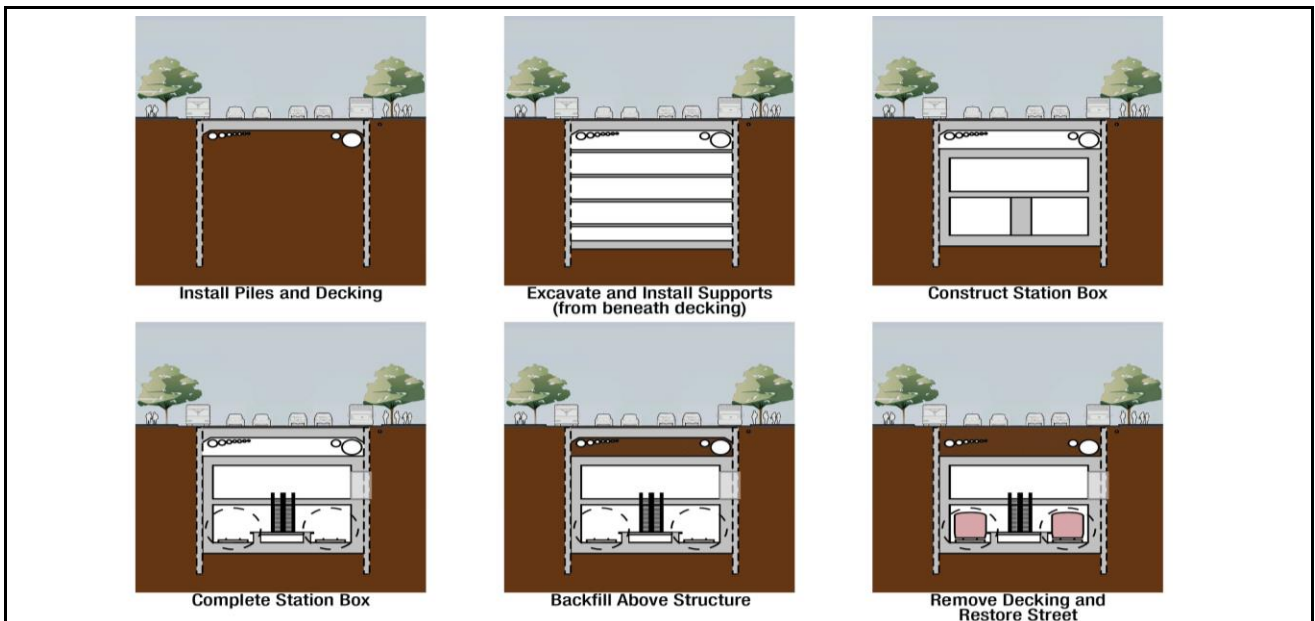 Install Piles and Decking
Excavate and Install Supports
(from beneath decking)
Construct Station Box
Complete Station Box
Backfill Above Structure
Remove Decking and
Restore Street